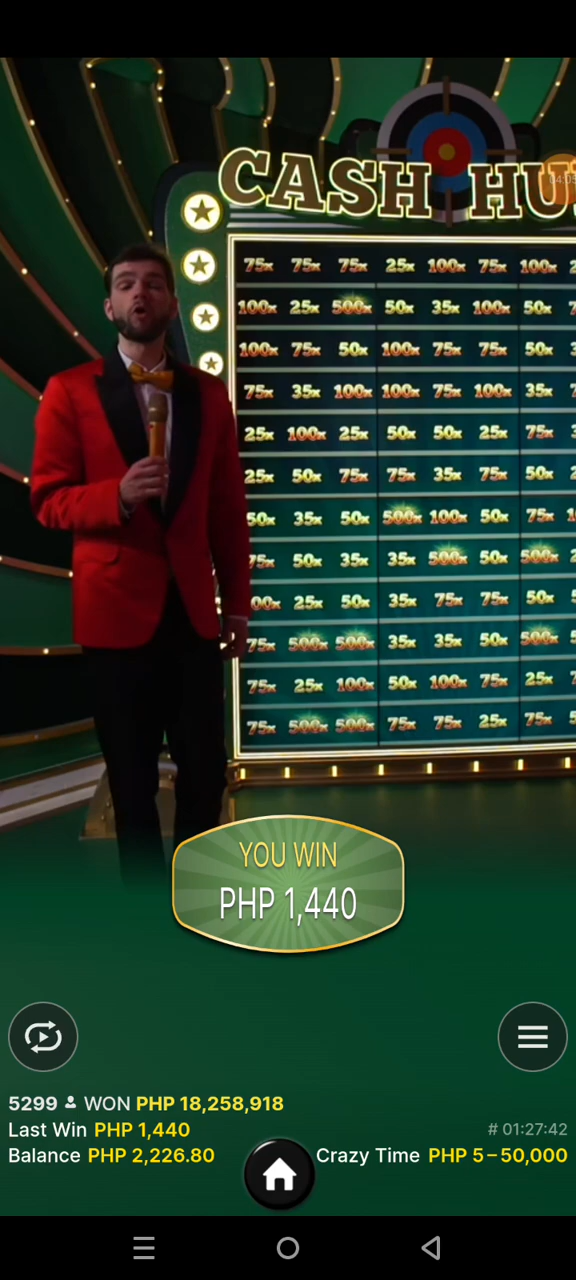 04:05
CASH HU
75x 75x 75x 25x 100x 75x 100x
100x 25x 500x 50x 35x 100x 50x
100x 75x 50x 100x 75x 75x 50x
75x 35x 100x 100x 75x 100x 35x
25x 100x 25x 50x 50x 25x 75x
25x 50x 75x 75x 35x 75x 50x
50x 35x 50x 500x 100x 50x 75x
75x 50x 35x 35x 500x 50x 500x
00x 25x 50x 35x 75x 75x 50x
75x 500x 500x 35x 35x 50x 500x
75x 25x 100x 50x 100x 75x 25x
75x 500x 500x 75x 75x 25x 75x
YOU WIN
PHP 1,440
5299 WON PHP 18,258,918
Last Win PHP 1,440
# 01:27:42
Balance PHP 2,226.80
Crazy Time PHP 5–50,000